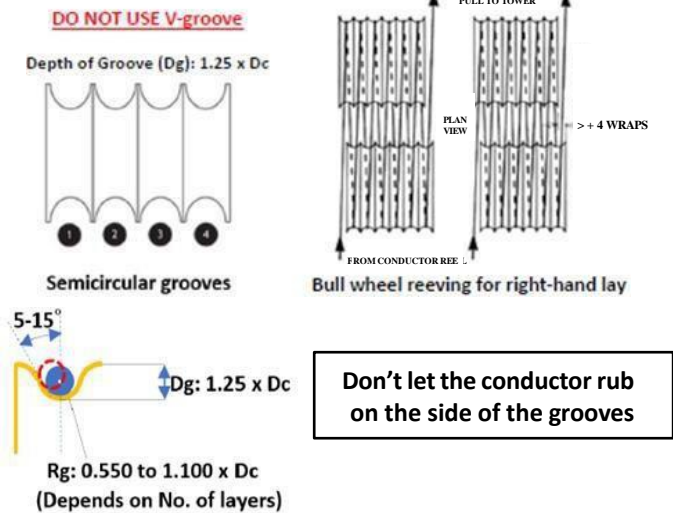 DO NOT USE V-groove
Depth of Groove (Dg): 1.25 x Dc
1 2 3 4
Semicircular grooves
PULL TO TOWER
PLAN
VIEW
> + 4 WRAPS
FROM CONDUCTOR REE L
Bull wheel reeving for right-hand lay
5-15°
Dg: 1.25 x Dc
Rg: 0.550 to 1.100 x Dc
(Depends on No. of layers)
Don’t let the conductor rub
on the side of the grooves